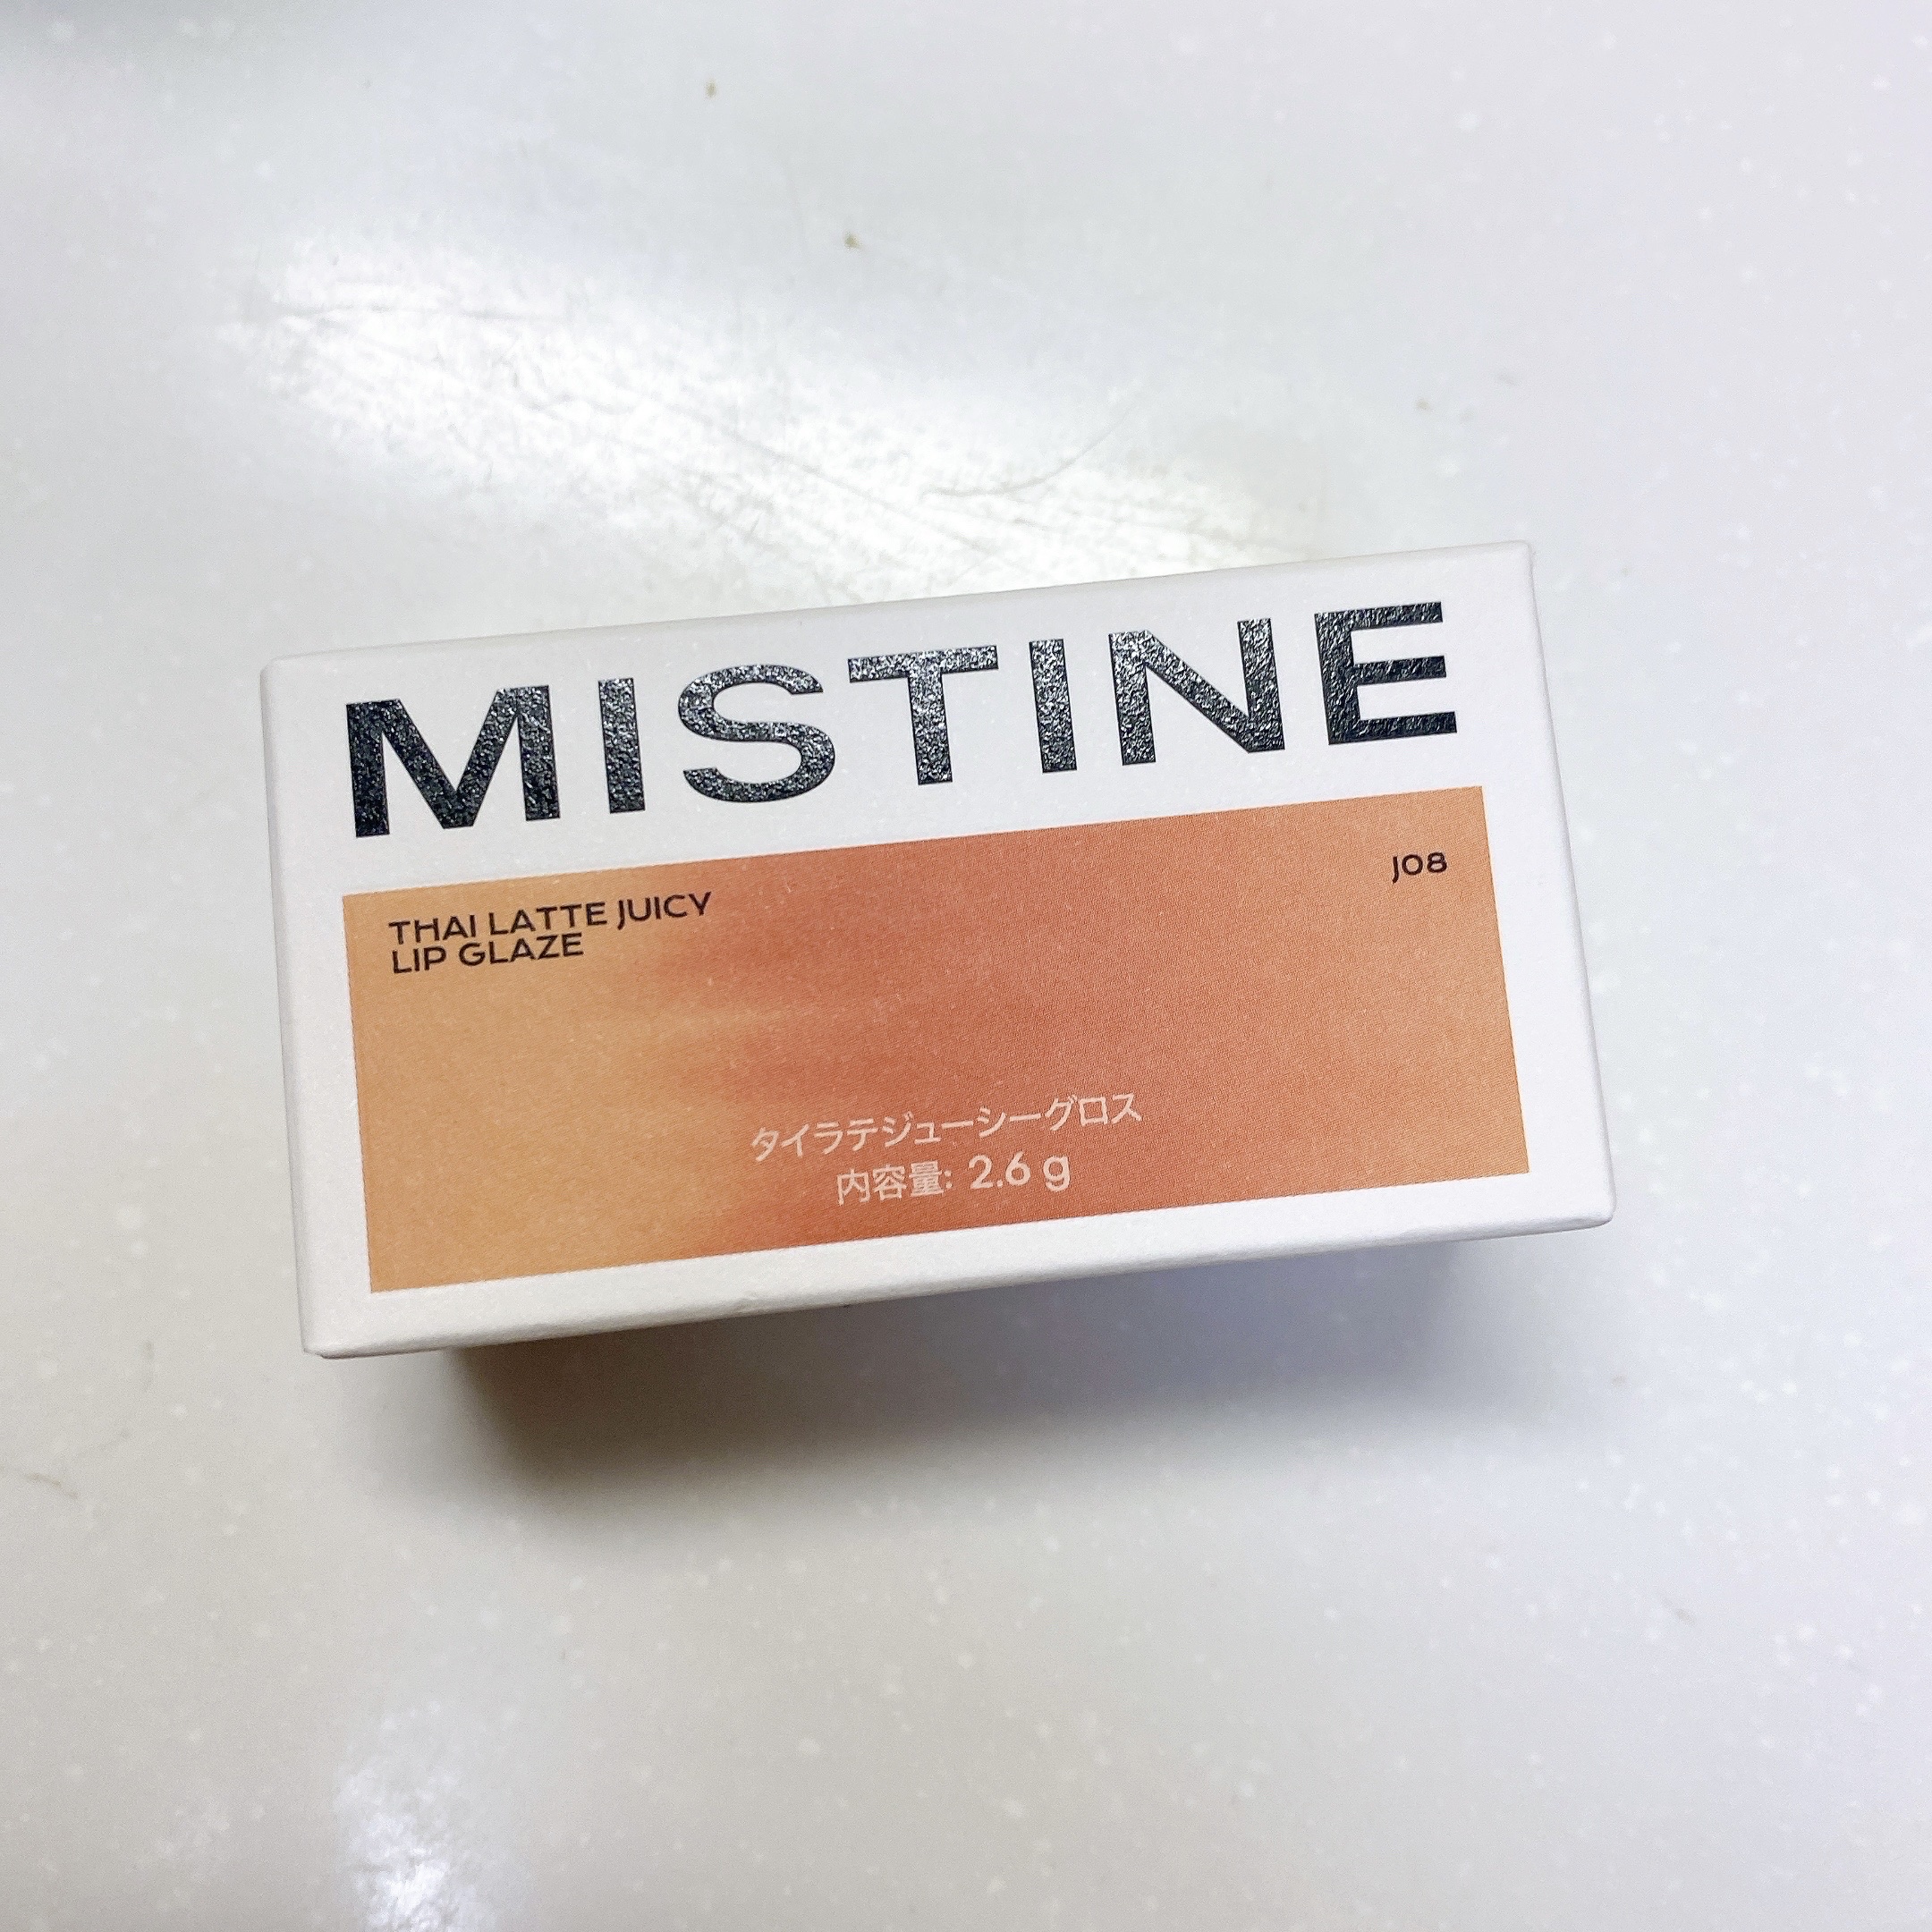 MISTINE
THAI LATTE JUICY
LIP GLAZE
J08
タイラテジューシーグロス
内容量: 2.6 g